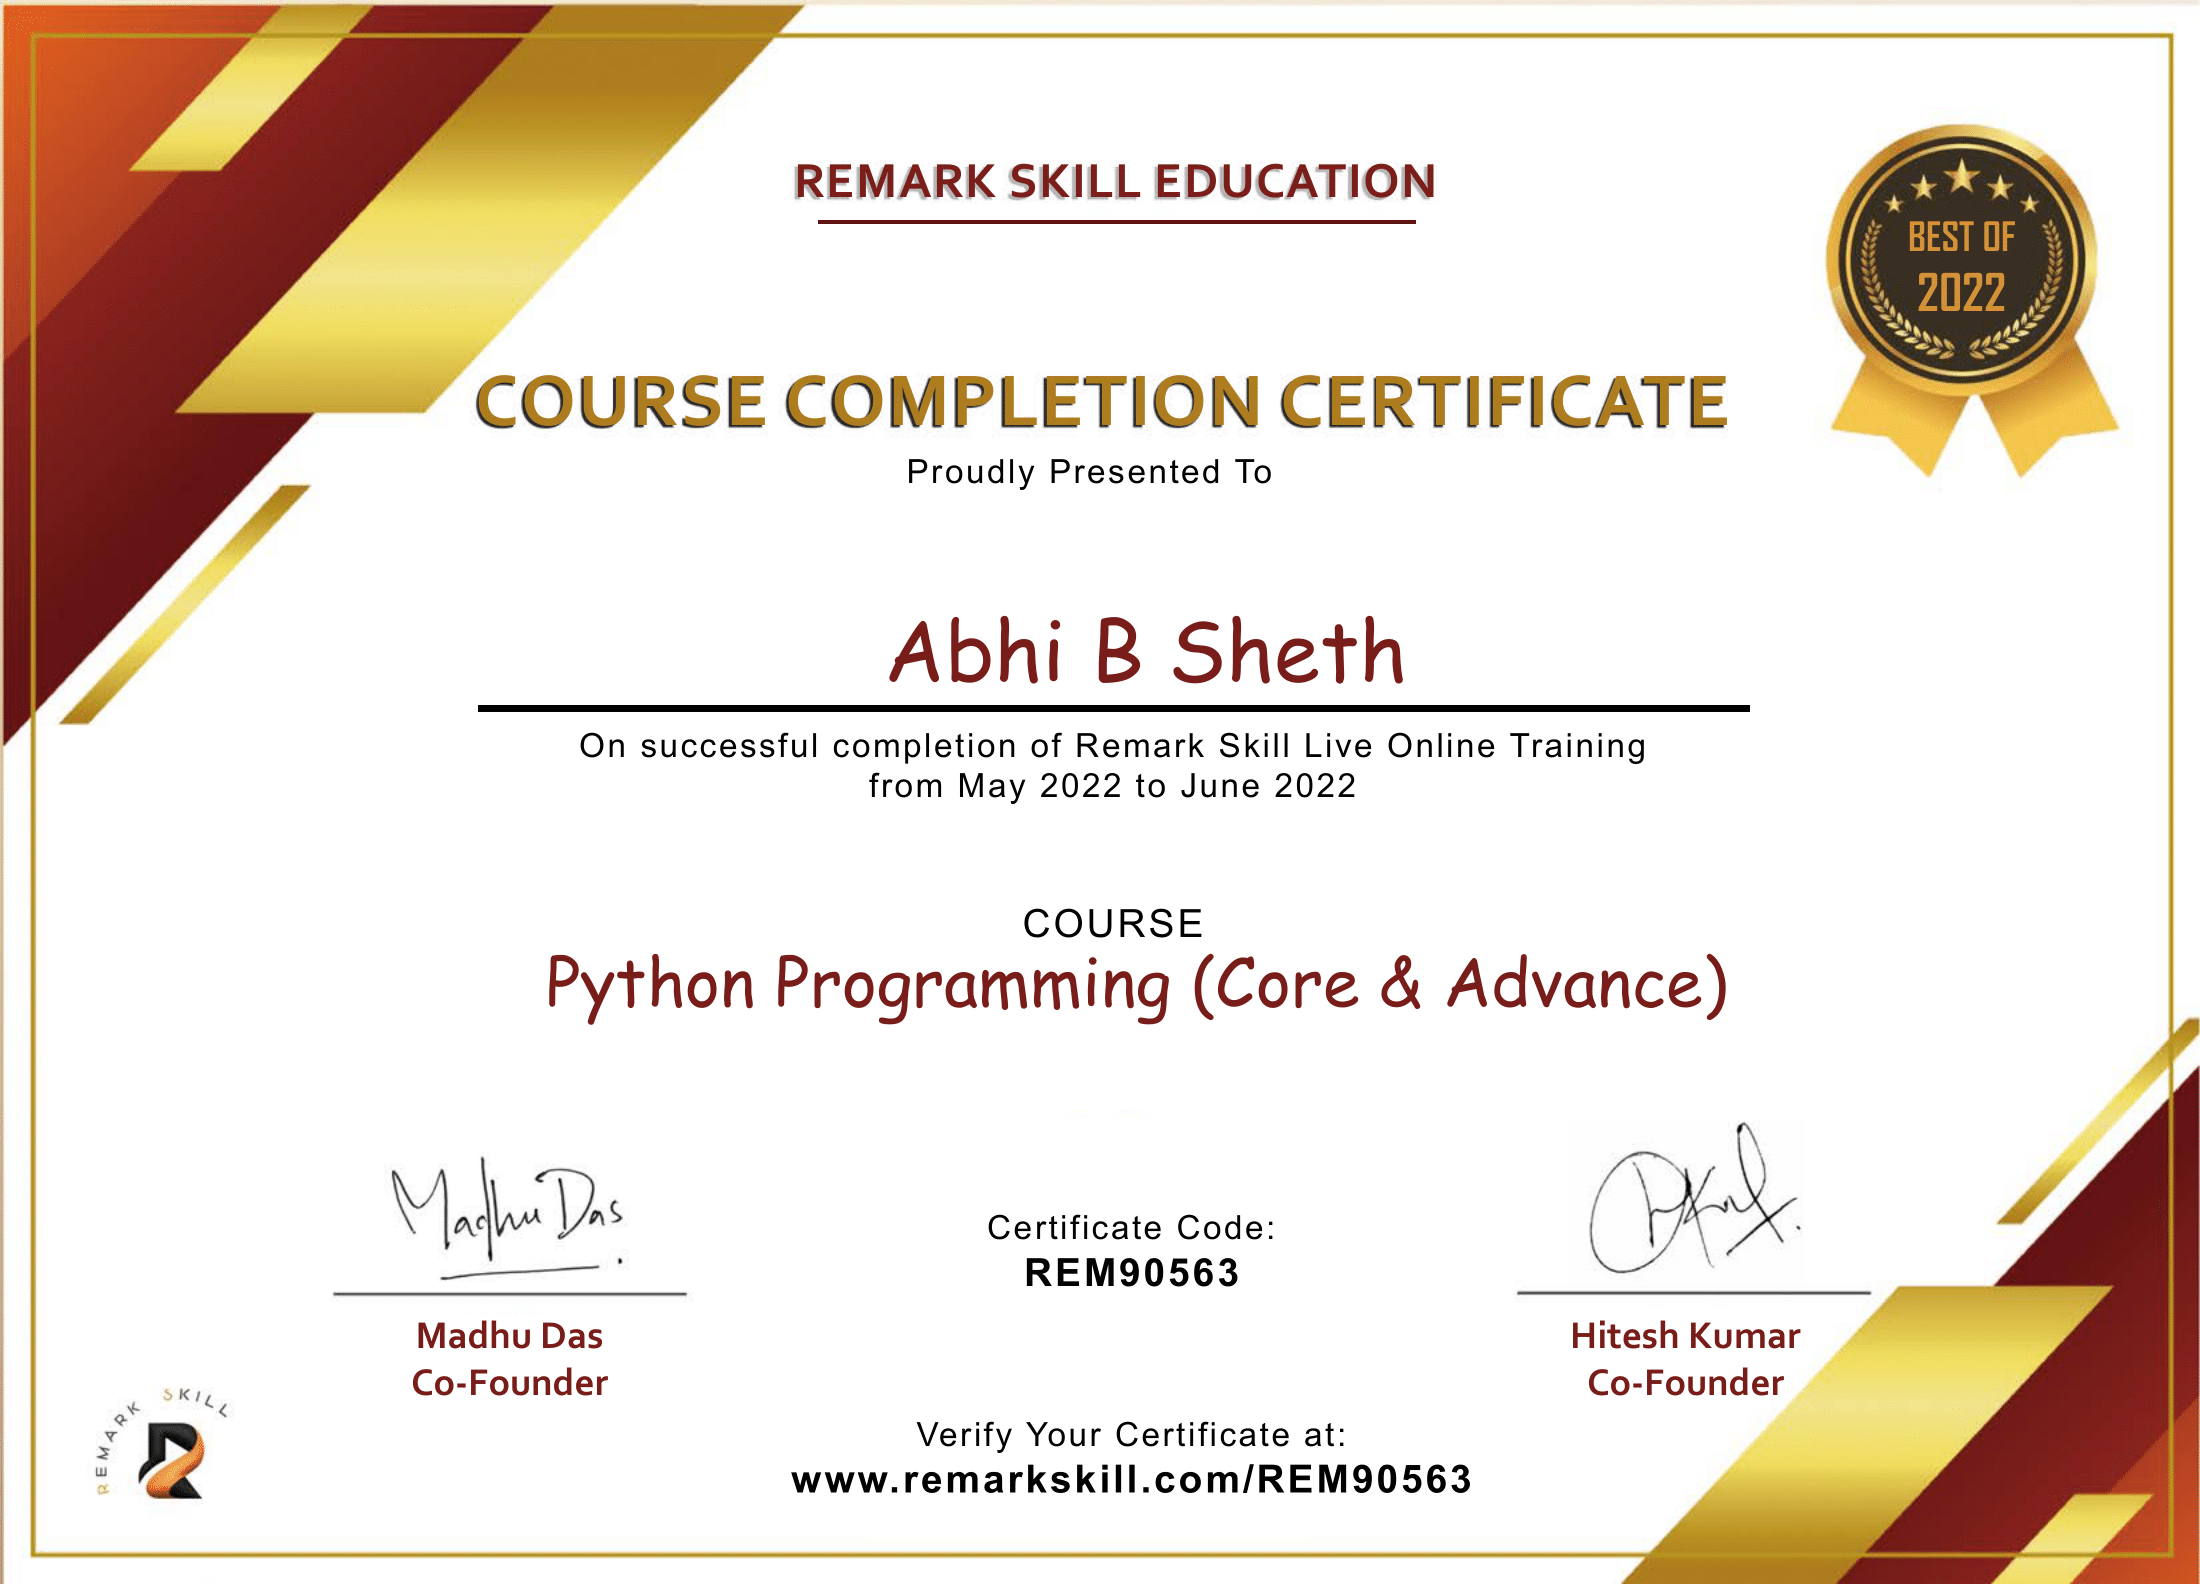 REMARK SKILL EDUCATION
BEST OF
2022
COURSE COMPLETION CERTIFICATE
Proudly Presented To
Abhi B Sheth
On successful completion of Remark Skill Live Online Training
from May 2022 to June 2022
COURSE
Python Programming (Core & Advance)
Madhu Das
Madhu Das
Co-Founder
Certificate Code:
REM90563
Hitesh Kumar
Co-Founder
REMARK SKILL
Verify Your Certificate at:
www.remarkskill.com/REM90563